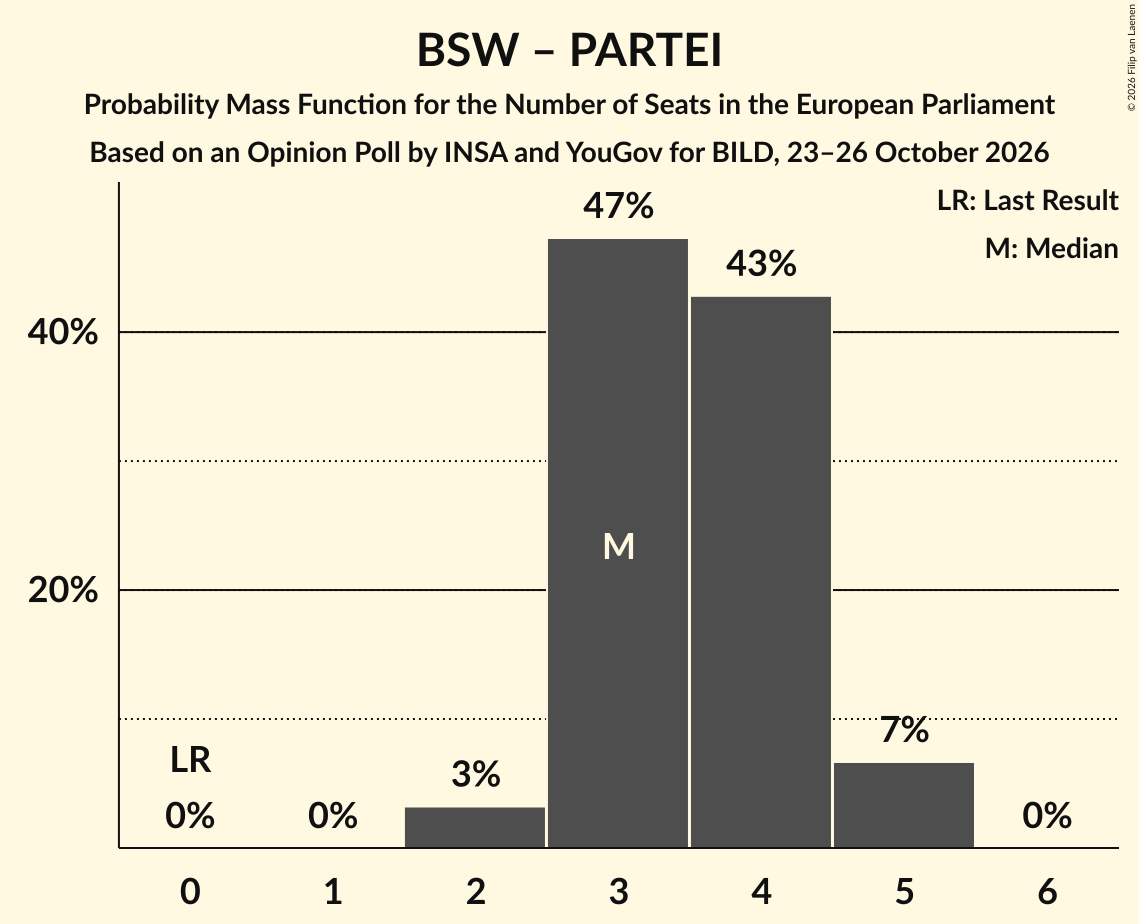 BSW – PARTEI
Probability Mass Function for the Number of Seats in the European Parliament
Based on an Opinion Poll by INSA and YouGov for BILD, 23–26 October 2026
© 2026 Filip van Laenen
LR: Last Result
M: Median
47%
43%
40%
M
20%
7%
LR
3%
0%
0%
0%
0 1 2 3 4 5 6